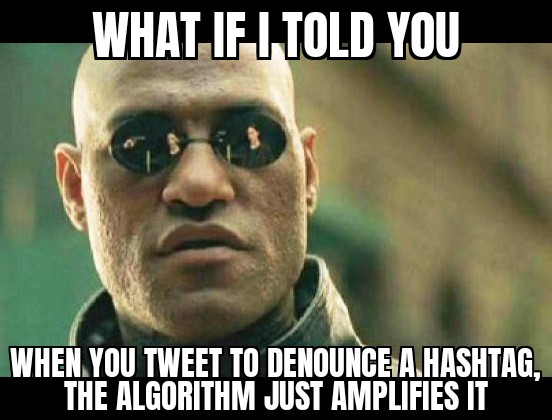 WHAT IF I TOLD YOU
WHEN YOU TWEET TO DENOUNCE A HASHTAG,
THE ALGORITHM JUST AMPLIFIES IT